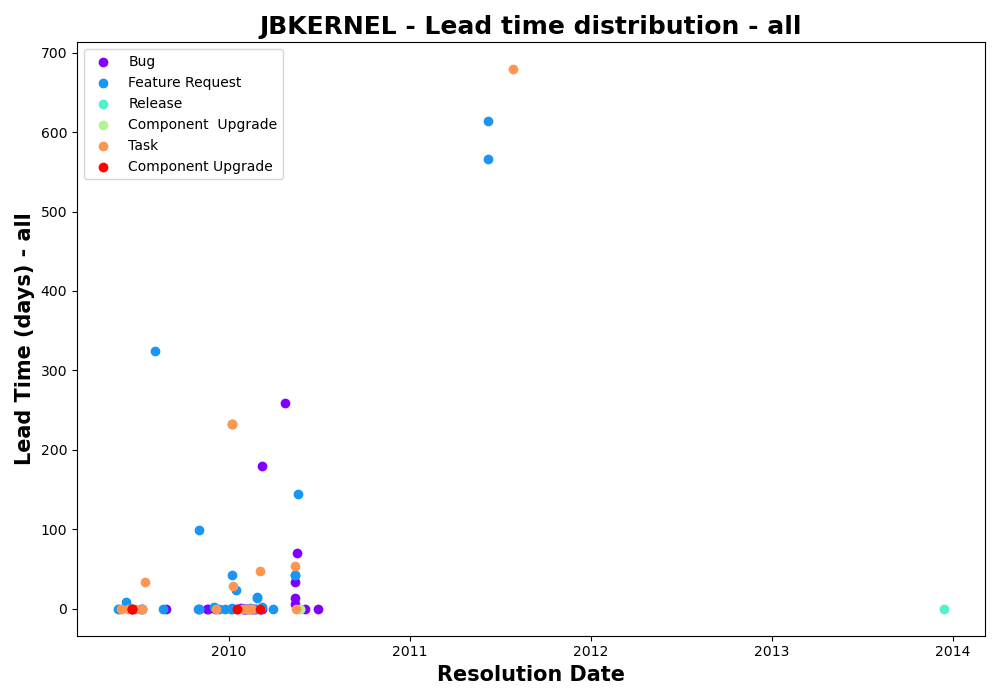 JBKERNEL - Lead time distribution - all
Bug
Feature Request
Release
Component  Upgrade
Task
Component Upgrade
700
600
500
400
300
200
100
0
Lead Time (days) - all
2010 2011 2012 2013 2014
Resolution Date